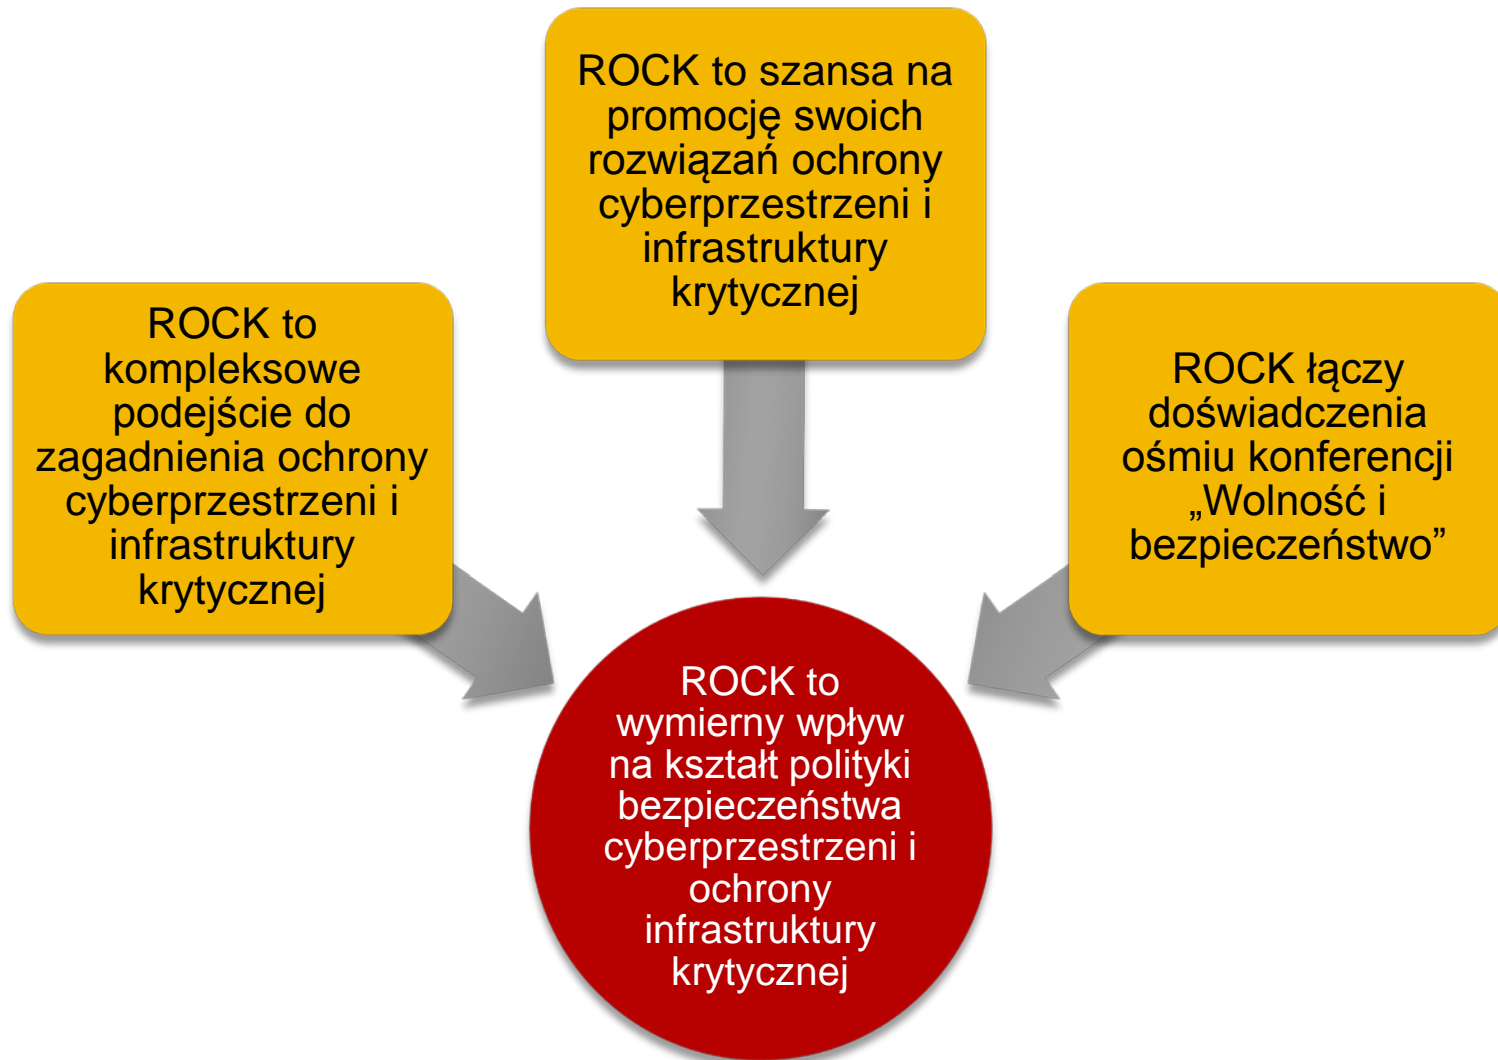 ROCK to szansa na
promocję swoich
rozwiązań ochrony
cyberprzestrzeni i
infrastruktury
krytycznej
ROCK to
kompleksowe
podejście do
zagadnienia ochrony
cyberprzestrzeni i
infrastruktury
krytycznej
ROCK łączy
doświadczenia
ośmiu konferencji
„Wolność i
bezpieczeństwo”
ROCK to
wymierny wpływ
na kształt polityki
bezpieczeństwa
cyberprzestrzeni i
ochrony
infrastruktury
krytycznej